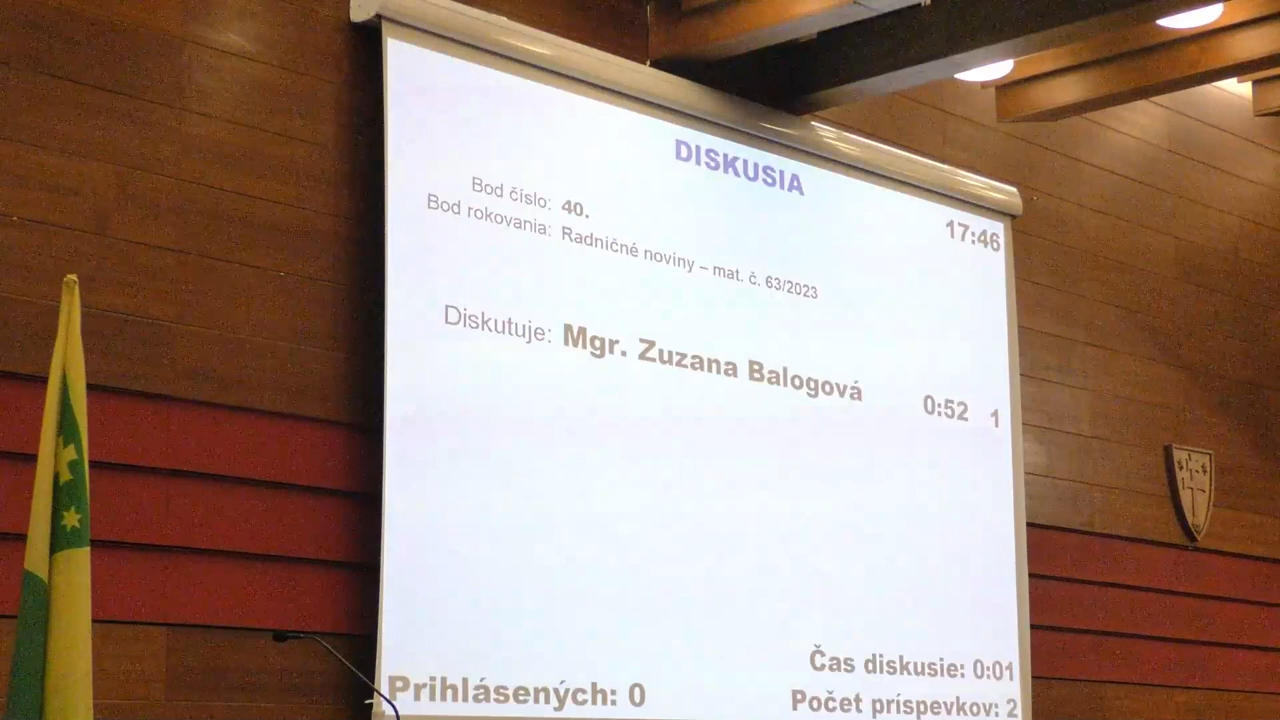 DISKUSIA
17:46
Bod číslo: 40.
Bod rokovania: Radničné noviny – mat. č. 63/2023
Diskutuje: Mgr. Zuzana Balogová 0:52 1
Čas diskusie: 0:01
Prihlásených: 0
Počet príspevkov: 2